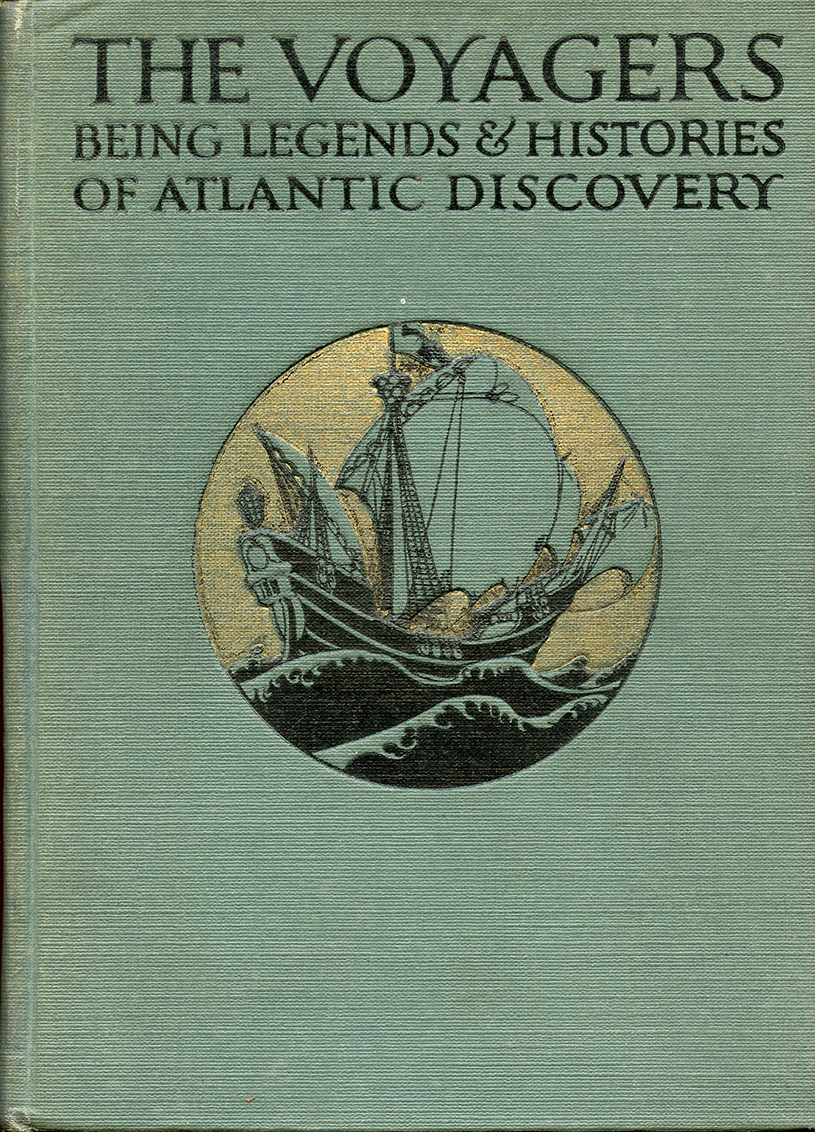 THE VOYAGERS
BEING LEGENDS & HISTORIES
OF ATLANTIC DISCOVERY